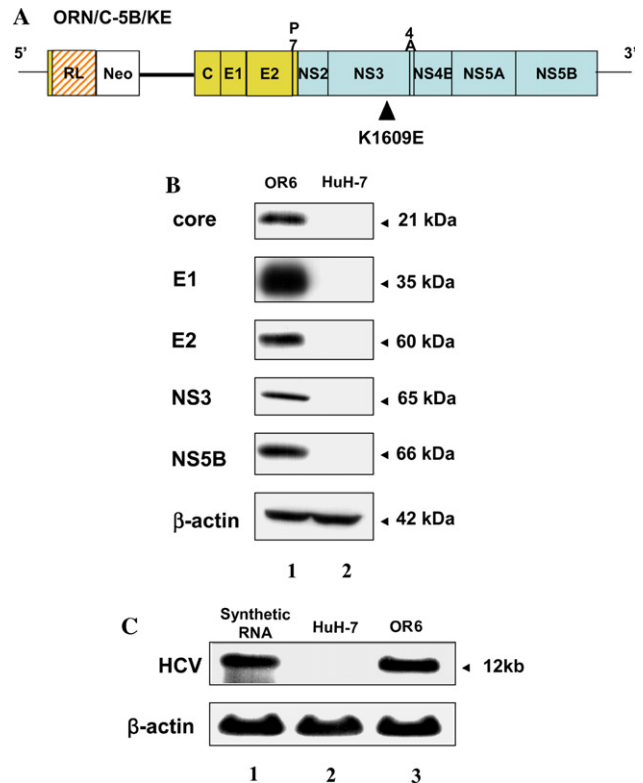 A ORN/C-5B/KE
5' RL Neo C E1 E2 P7 NS2 NS3 4A NS4B NS5A NS5B 3'
K1609E
B OR6 HuH-7
core 21 kDa
E1 35 kDa
E2 60 kDa
NS3 65 kDa
NS5B 66 kDa
β-actin 42 kDa
1 2
C Synthetic RNA HuH-7 OR6
HCV 12kb
β-actin
1 2 3